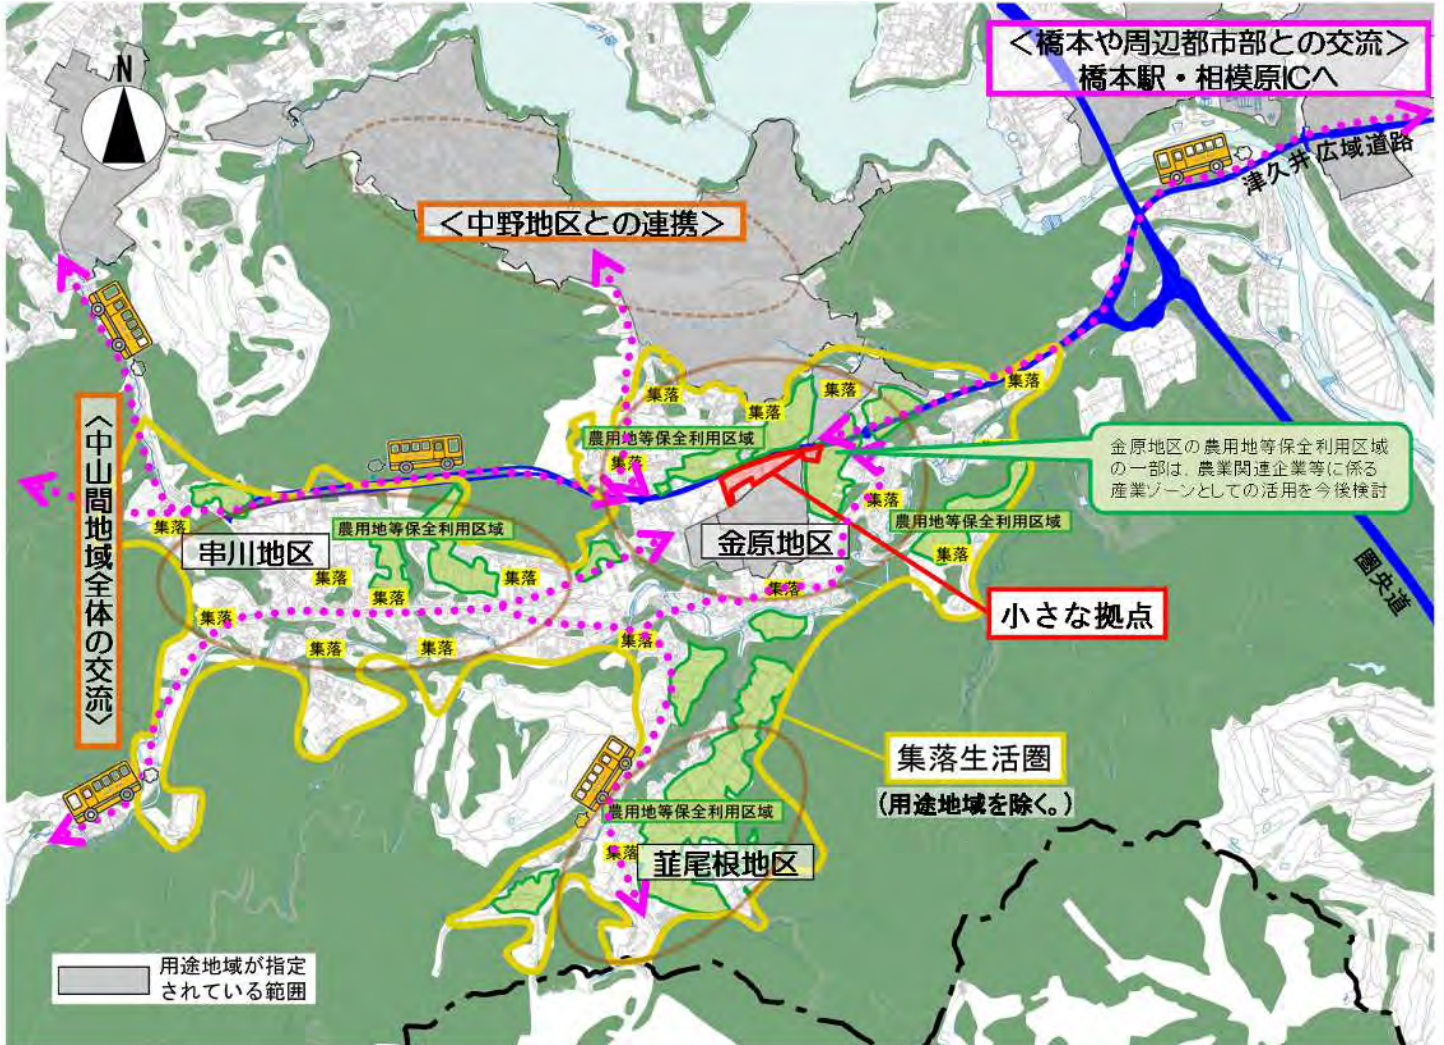 ＜橋本や周辺都市部との交流＞
橋本駅・相模原ICへ
N
津久井広域道路
＜中野地区との連携＞
集落
集落
集落
集落
農用地等保全利用区域
集落
＜中山間地域全体の交流＞
金原地区の農用地等保全利用区域
の一部は、農業関連企業等に係る
産業ゾーンとしての活用を今後検討
集落
集落
農用地等保全利用区域
農用地等保全利用区域
串川地区
金原地区
集落
圏央道
集落
集落
集落
集落
集落
小さな拠点
集落
集落
集落
集落
集落生活圏
(用途地域を除く。)
農用地等保全利用区域
集落
韮尾根地区
用途地域が指定
されている範囲